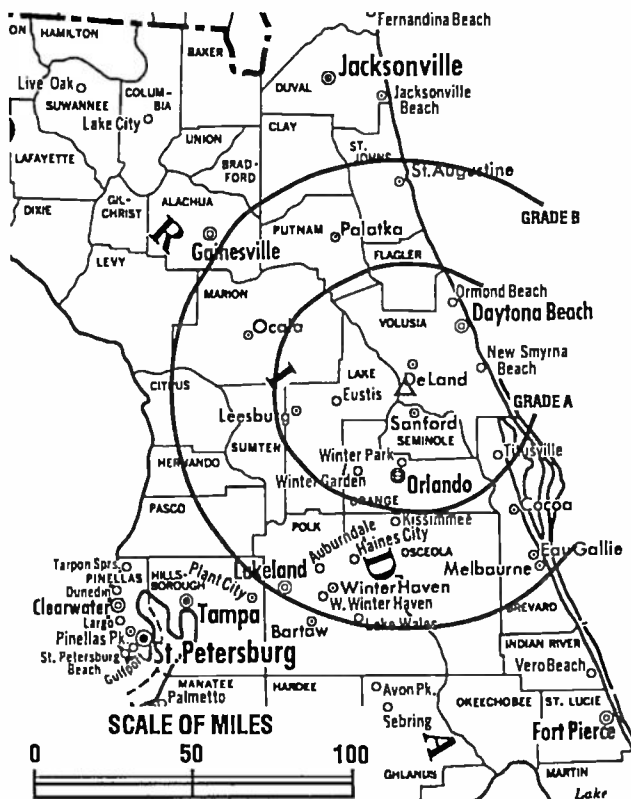 ON
HAMILTON
Fernandina Beach
BAKER
Jacksonville
DUVAL
Live Oak
SUWANNEE
COLUM-
BIA
Jacksonville
Beach
Lake City
CLAY
UNION
LAFAYETTE
BRAD-
FORD
ST.
JOHNS
St. Augustine
DIXIE
GIL-
CHRIST
ALACHUA
GRADE B
R
Gainesville
PUTNAM
Palatka
LEVY
FLAGLER
MARION
Ormond Beach
Daytona Beach
VOLUSIA
Ocala
New Smyrna
Beach
I
LAKE
DeLand
CITRUS
Eustis
GRADE A
Leesburg
Sanford
SEMINOLE
SUMTER
Winter Park
Titusville
HERNANDO
Winter Garden
Orlando
ORANGE
PASCO
Cocoa
Kissimmee
POLK
Auburndale
Haines City
OSCEOLA
Eau Gallie
Tarpon Sprs.
PINELLAS
HILLS-
BOROUGH
Plant City
Lakeland
D
Melbourne
Dunedin
Clearwater
Winter Haven
Tampa
W. Winter Haven
BREVARD
Largo
Bartow
Lake Wales
Pinellas Pk.
St. Petersburg
INDIAN RIVER
St. Petersburg
Beach
Gulfport
Vero Beach
MANATEE
HARDEE
Avon Pk.
OKEECHOBEE
ST. LUCIE
Palmetto
Sebring
SCALE OF MILES
Fort Pierce
A
0 50 100
GHLANDS
MARTIN
Lake